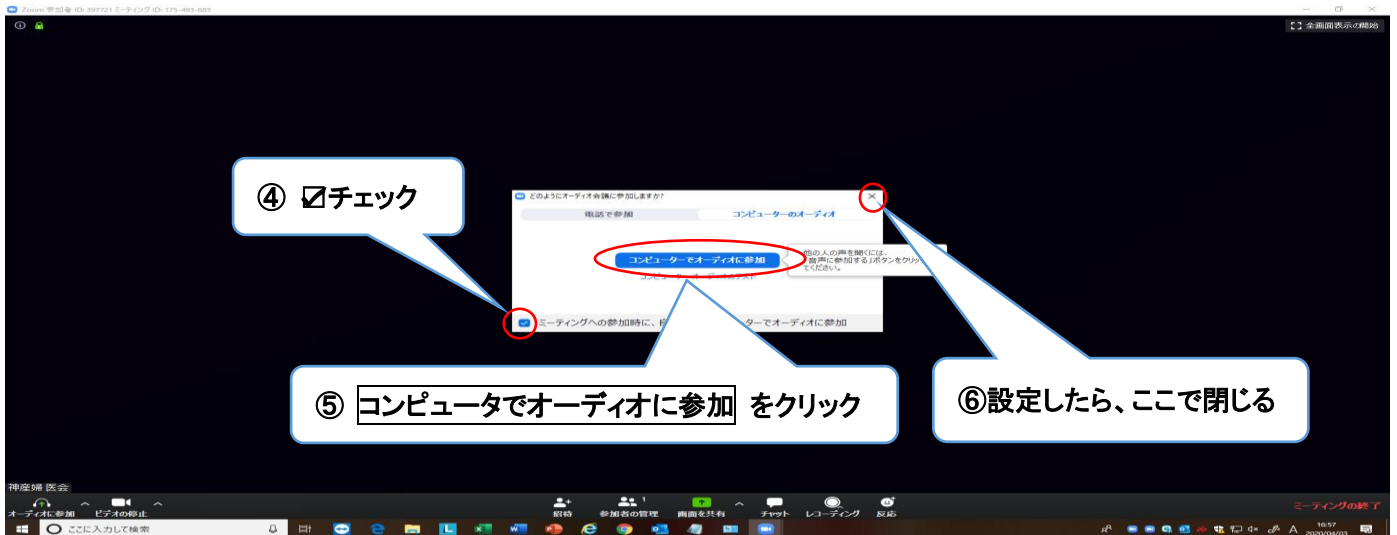 Zoom 参加者 ID: 397721 ミーティング ID: 175-493-683
全画面表示の開始
④ ☑チェック
どのようにオーディオ会議に参加しますか?
電話で参加 コンピューターのオーディオ
コンピューターでオーディオに参加
他の人の声を聞くには、
音声に参加する」ボタンをクリッ
てください。
ミーティングへの参加時に、 ターでオーディオに参加
⑤ コンピュータでオーディオに参加 をクリック
⑥設定したら、ここで閉じる
神産婦 医会
オーディオに参加 ビデオの停止 招待 参加者の管理 1 画面を共有 チャット レコーディング 反応 ミーティングの終了
ここに入力して検索
A 16:57
2020/04/03